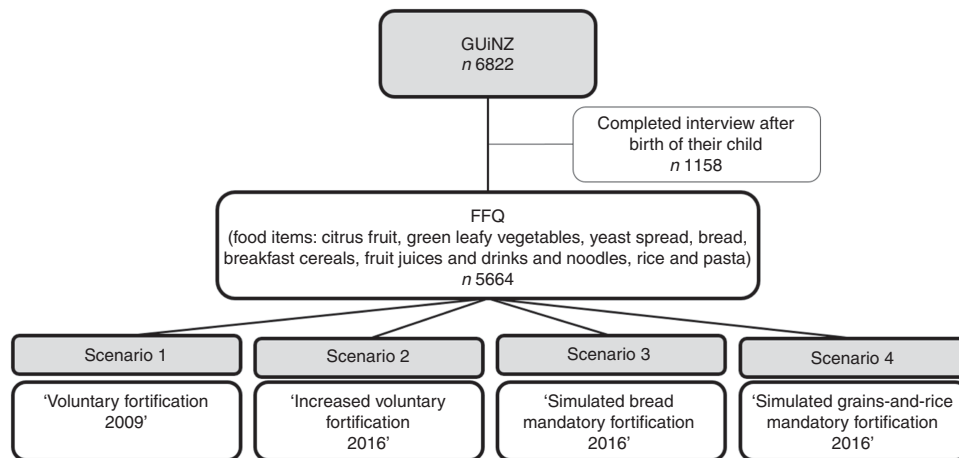 GUiNZ
n 6822
Completed interview after
birth of their child
n 1158
FFQ
(food items: citrus fruit, green leafy vegetables, yeast spread, bread,
breakfast cereals, fruit juices and drinks and noodles, rice and pasta)
n 5664
Scenario 1
‘Voluntary fortification
2009’
Scenario 2
‘Increased voluntary
fortification
2016’
Scenario 3
‘Simulated bread
mandatory fortification
2016’
Scenario 4
‘Simulated grains-and-rice
mandatory fortification
2016’